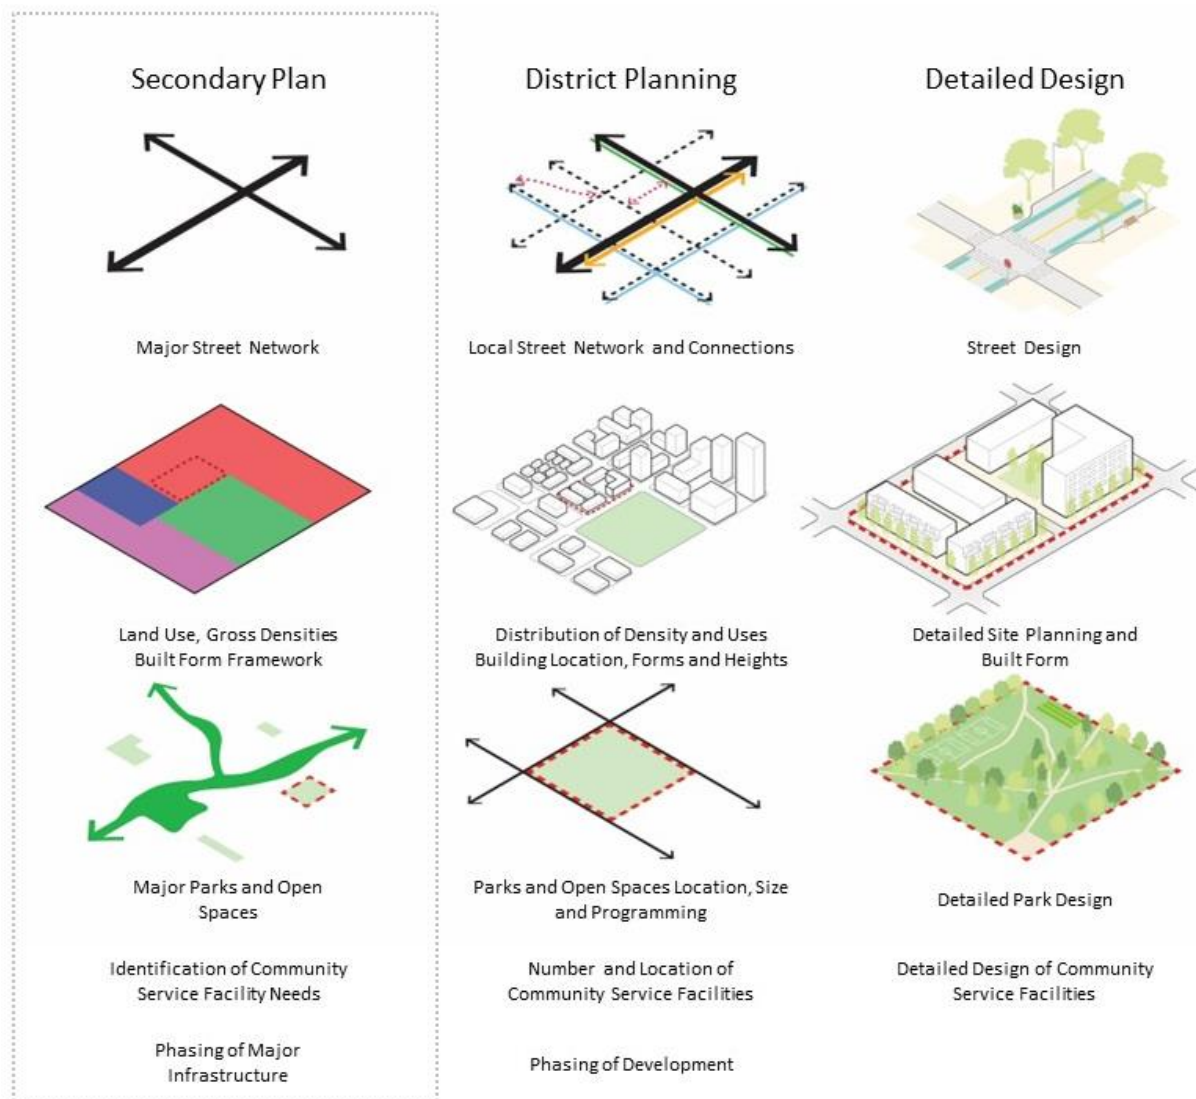 Secondary Plan
District Planning
Detailed Design
Major Street Network
Local Street Network and Connections
Street Design
Land Use, Gross Densities
Built Form Framework
Distribution of Density and Uses
Building Location, Forms and Heights
Detailed Site Planning and
Built Form
Major Parks and Open
Spaces
Parks and Open Spaces Location, Size
and Programming
Detailed Park Design
Identification of Community
Service Facility Needs
Number and Location of
Community Service Facilities
Detailed Design of Community
Service Facilities
Phasing of Major
Infrastructure
Phasing of Development